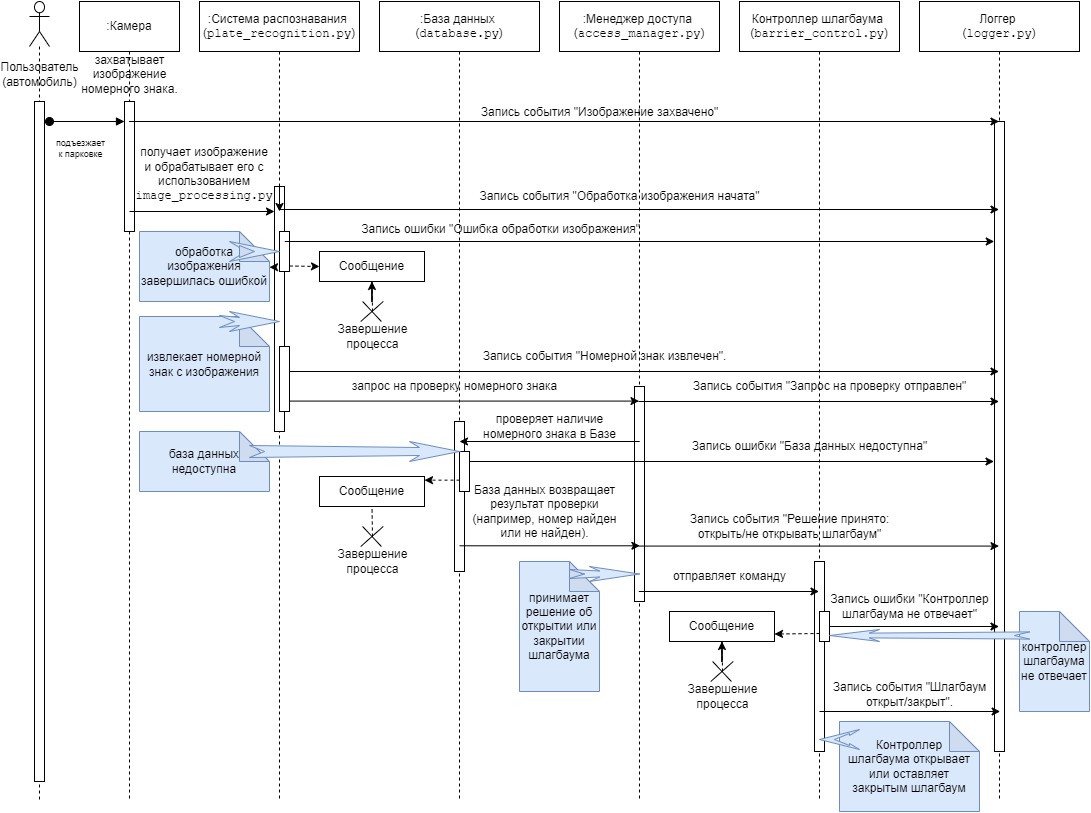 :Камера
:Система распознавания
(plate_recognition.py)
:База данных
(database.py)
:Менеджер доступа
(access_manager.py)
Контроллер шлагбаума
(barrier_control.py)
Логгер
(logger.py)
Пользователь
(автомобиль)
захватывает
изображение
номерного знака.
Запись события "Изображение захвачено"
подъезжает
к парковке
получает изображение
и обрабатывает его с
использованием
image_processing.py
Запись события "Обработка изображения начата"
Запись ошибки "Ошибка обработки изображения"
обработка
изображения
завершилась ошибкой
Сообщение
Завершение
процесса
извлекает номерной
знак с изображения
Запись события "Номерной знак извлечен".
запрос на проверку номерного знака
Запись события "Запрос на проверку отправлен"
проверяет наличие
номерного знака в Базе
база данных
недоступна
Запись ошибки "База данных недоступна"
Сообщение
Завершение
процесса
База данных возвращает
результат проверки
(например, номер найден
или не найден).
Запись события "Решение принято:
открыть/не открывать шлагбаум"
принимает
решение об
открытии или
закрытии
шлагбаума
отправляет команду
Запись ошибки "Контроллер
шлагбаума не отвечает"
Сообщение
Завершение
процесса
контроллер
шлагбаума
не отвечает
Запись события "Шлагбаум
открыт/закрыт".
Контроллер
шлагбаума открывает
или оставляет
закрытым шлагбаум